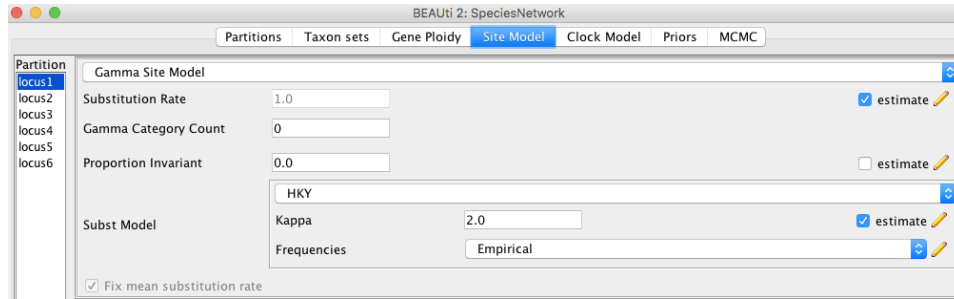 BEAUti 2: SpeciesNetwork
Partitions Taxon sets Gene Ploidy Site Model Clock Model Priors MCMC
Partition
locus1
locus2
locus3
locus4
locus5
locus6
Gamma Site Model
Substitution Rate 1.0 estimate
Gamma Category Count 0
Proportion Invariant 0.0 estimate
Subst Model
HKY
Kappa 2.0 estimate
Frequencies Empirical
Fix mean substitution rate